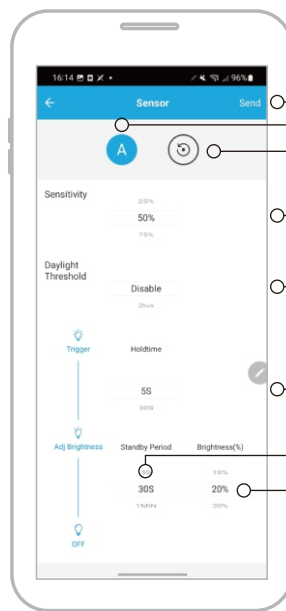 16:14 96%
Sensor Send
A
Sensitivity
25%
50%
75%
Daylight
Threshold
Disable
2lux
Trigger Holdtime
5S
30S
Adj Brightness Standby Period Brightness(%)
10%
30S 20%
1MIN 30%
OFF